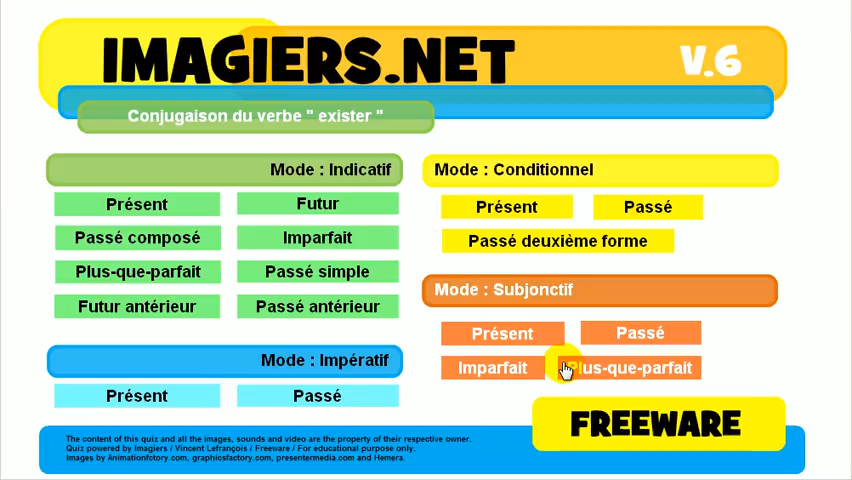 IMAGIERS.NET
V.6
Conjugaison du verbe " exister "
Mode : Indicatif
Présent
Futur
Passé composé
Imparfait
Plus-que-parfait
Passé simple
Futur antérieur
Passé antérieur
Mode : Impératif
Présent
Passé
Mode : Conditionnel
Présent
Passé
Passé deuxième forme
Mode : Subjonctif
Présent
Passé
Imparfait
Plus-que-parfait
FREEWARE
The content of this quiz and all the images, sounds and video are the property of their respective owner.
Quiz powered by Imagiers / Vincent Lefrançois / Freeware / For educational purpose only.
Images by Animationfctory.com, graphicsfactory.com, presentermedia.com and Hemera.